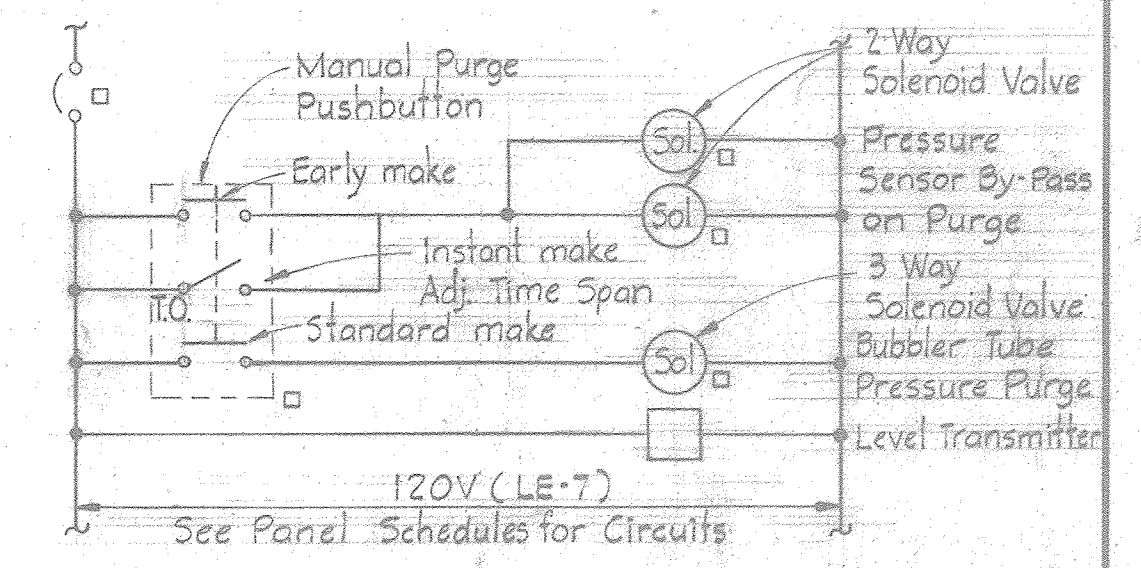 Manual Purge
Pushbutton
Early make
Instant make
Adj. Time Span
T.O.
Standard make
Sol.
Sol
Sol
2 Way
Solenoid Valve
Pressure
Sensor By-Pass
on Purge
3 Way
Solenoid Valve
Bubbler Tube
Pressure Purge
Level Transmitter
120V (LE-7)
See Panel Schedules for Circuits